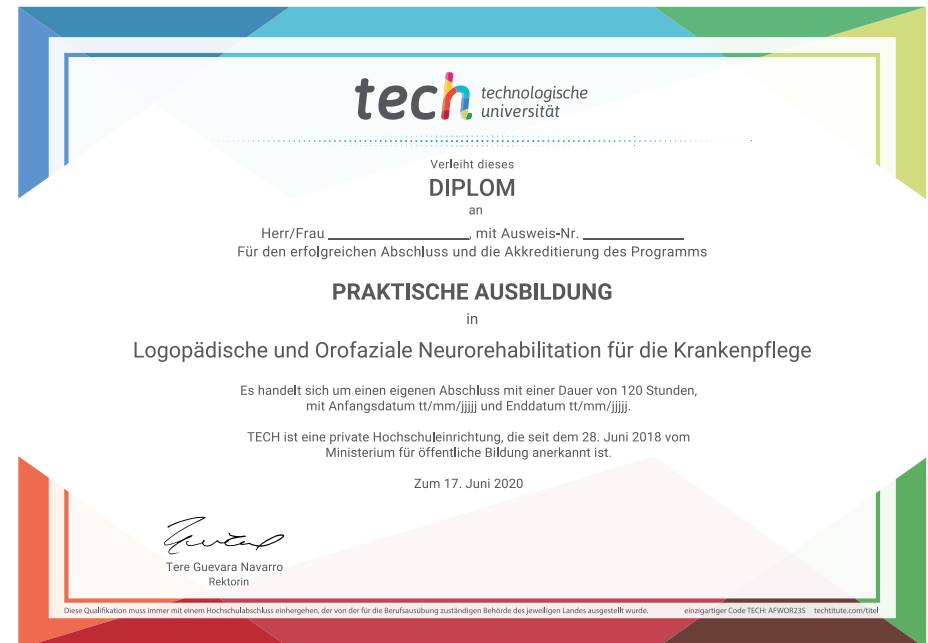 tech technologische
universität
Verleiht dieses
DIPLOM
an
Herr/Frau ____________________, mit Ausweis-Nr. ______________
Für den erfolgreichen Abschluss und die Akkreditierung des Programms
PRAKTISCHE AUSBILDUNG
in
Logopädische und Orofaziale Neurorehabilitation für die Krankenpflege
Es handelt sich um einen eigenen Abschluss mit einer Dauer von 120 Stunden,
mit Anfangsdatum tt/mm/jjjjj und Enddatum tt/mm/jjjjj.
TECH ist eine private Hochschuleinrichtung, die seit dem 28. Juni 2018 vom
Ministerium für öffentliche Bildung anerkannt ist.
Zum 17. Juni 2020
Tere Guevara Navarro
Rektorin
Diese Qualifikation muss immer mit einem Hochschulabschluss einhergehen, der von der für die Berufsausübung zuständigen Behörde des jeweiligen Landes ausgestellt wurde. einzigartiger Code TECH: AFWOR23S techtitute.com/titel